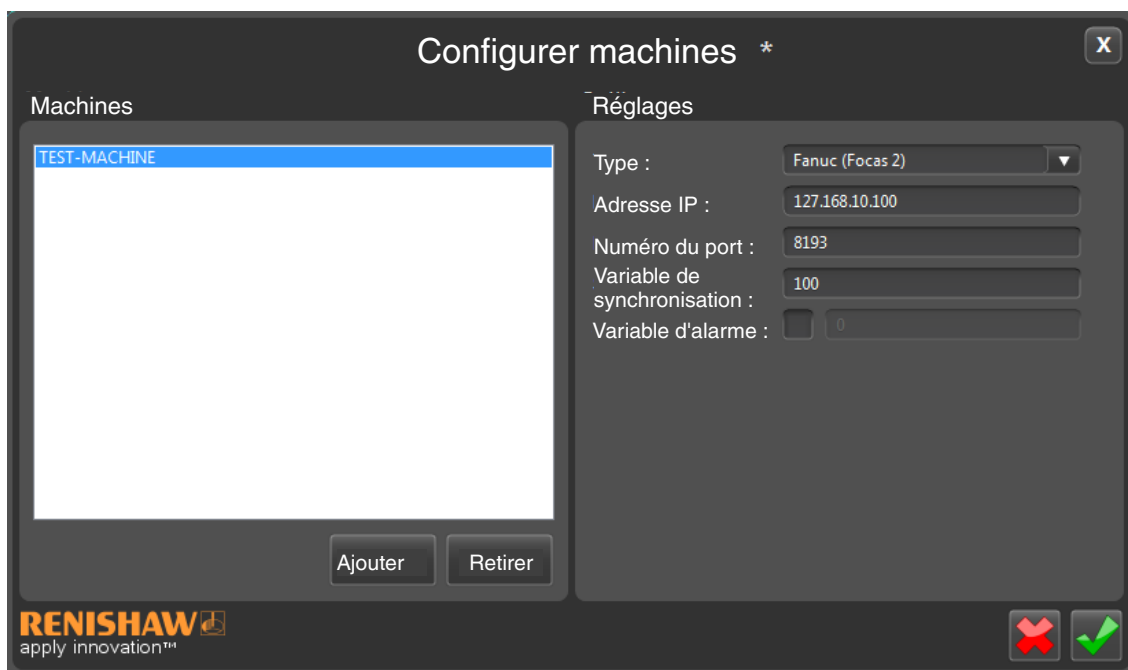 Configurer machines *
X
Machines
Réglages
TEST-MACHINE
Type :
Fanuc (Focas 2)
Adresse IP :
127.168.10.100
Numéro du port :
8193
Variable de
synchronisation :
100
Variable d'alarme :
0
Ajouter
Retirer
RENISHAW
apply innovation™